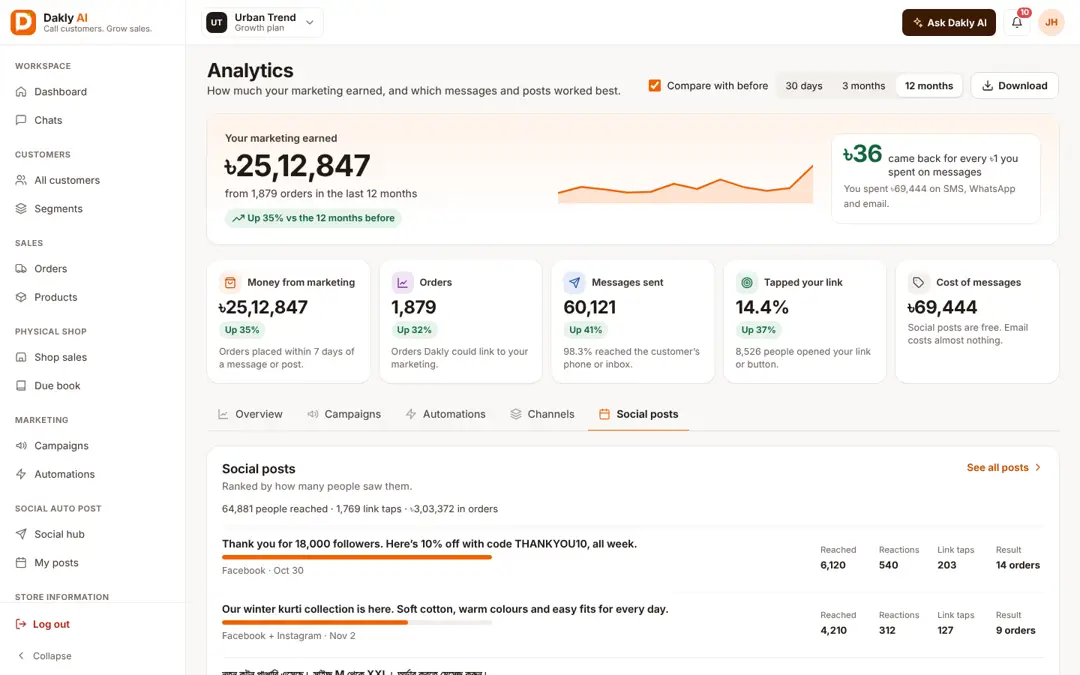 Dakly AI
Call customers. Grow sales.
UT
Urban Trend
Growth plan
Ask Dakly AI
10
JH
WORKSPACE
Dashboard
Chats
CUSTOMERS
All customers
Segments
SALES
Orders
Products
PHYSICAL SHOP
Shop sales
Due book
MARKETING
Campaigns
Automations
SOCIAL AUTO POST
Social hub
My posts
STORE INFORMATION
Log out
Collapse
Analytics
How much your marketing earned, and which messages and posts worked best.
Compare with before
30 days
3 months
12 months
Download
Your marketing earned
৳25,12,847
from 1,879 orders in the last 12 months
Up 35% vs the 12 months before
৳36 came back for every ৳1 you
spent on messages
You spent ৳69,444 on SMS, WhatsApp
and email.
Money from marketing
৳25,12,847
Up 35%
Orders placed within 7 days of
a message or post.
Orders
1,879
Up 32%
Orders Dakly could link to your
marketing.
Messages sent
60,121
Up 41%
98.3% reached the customer's
phone or inbox.
Tapped your link
14.4%
Up 37%
8,526 people opened your link
or button.
Cost of messages
৳69,444
Social posts are free. Email
costs almost nothing.
Overview
Campaigns
Automations
Channels
Social posts
Social posts
See all posts
Ranked by how many people saw them.
64,881 people reached · 1,769 link taps · ৳3,03,372 in orders
Thank you for 18,000 followers. Here's 10% off with code THANKYOU10, all week.
Facebook · Oct 30
Reached
6,120
Reactions
540
Link taps
203
Result
14 orders
Our winter kurti collection is here. Soft cotton, warm colours and easy fits for every day.
Facebook + Instagram · Nov 2
Reached
4,210
Reactions
312
Link taps
127
Result
9 orders